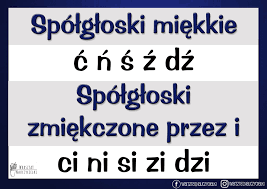 Spółgłoski miękkie
ć ń ś ź dź
Spółgłoski
zmiękczone przez i
ci ni si zi dzi